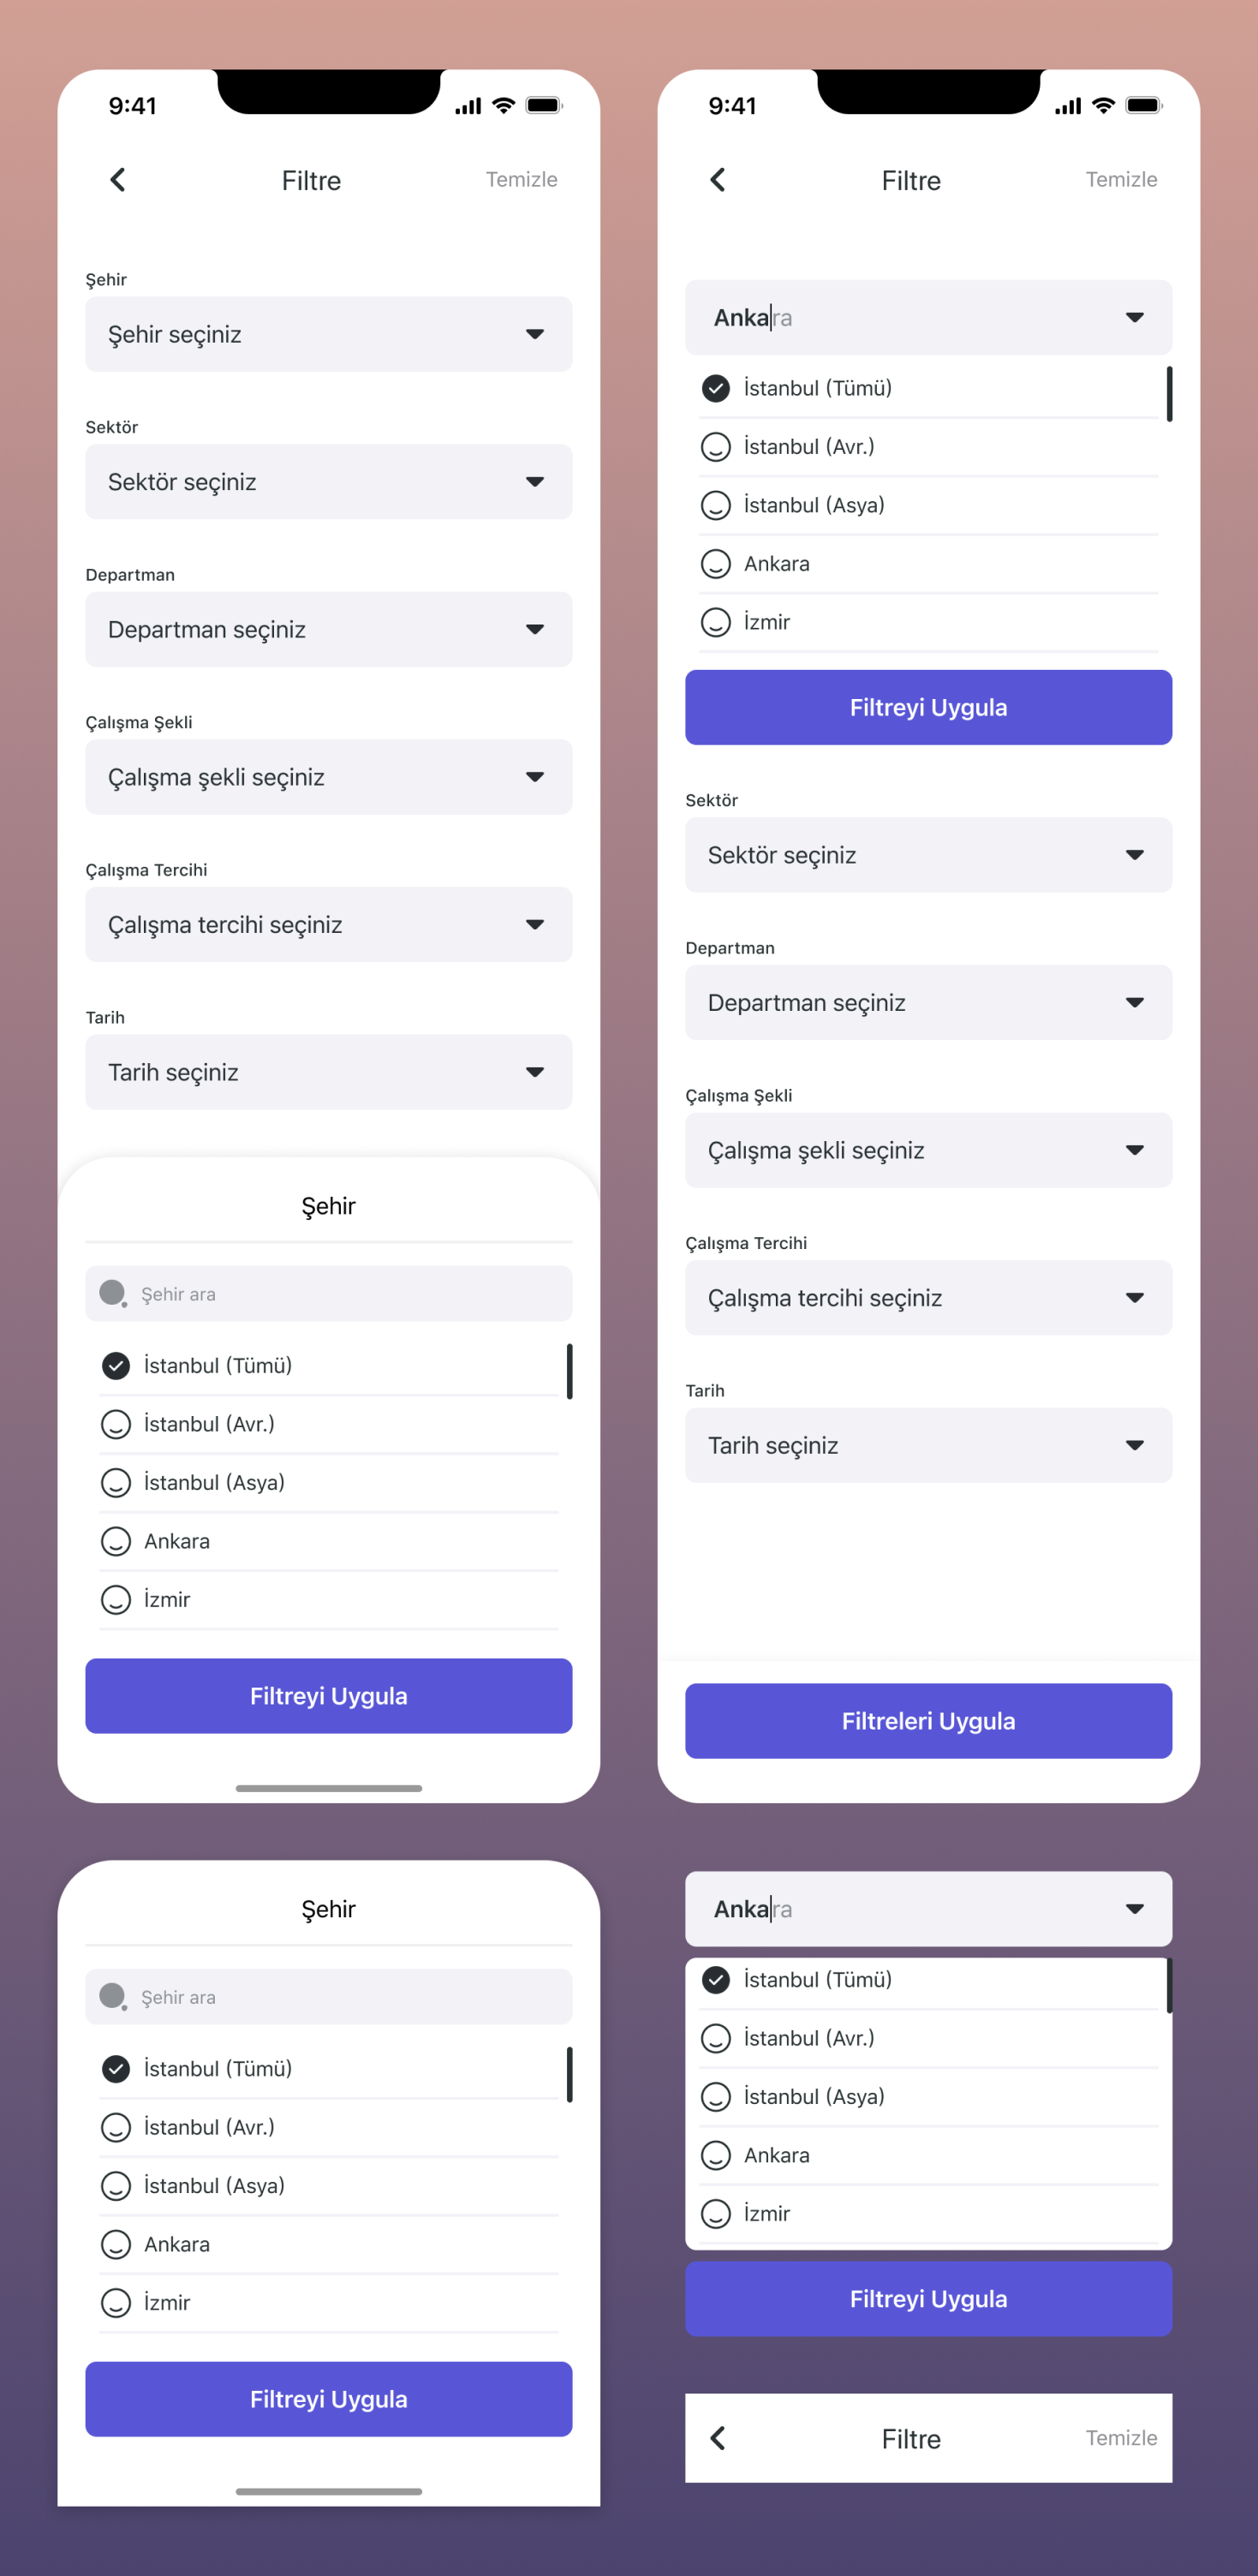 9:41
Filtre
Temizle
Şehir
Şehir seçiniz
Sektör
Sektör seçiniz
Departman
Departman seçiniz
Çalışma Şekli
Çalışma şekli seçiniz
Çalışma Tercihi
Çalışma tercihi seçiniz
Tarih
Tarih seçiniz
Şehir
Şehir ara
İstanbul (Tümü)
İstanbul (Avr.)
İstanbul (Asya)
Ankara
İzmir
Filtreyi Uygula
9:41
Filtre
Temizle
Ankara
İstanbul (Tümü)
İstanbul (Avr.)
İstanbul (Asya)
Ankara
İzmir
Filtreyi Uygula
Sektör
Sektör seçiniz
Departman
Departman seçiniz
Çalışma Şekli
Çalışma şekli seçiniz
Çalışma Tercihi
Çalışma tercihi seçiniz
Tarih
Tarih seçiniz
Filtreleri Uygula
Şehir
Şehir ara
İstanbul (Tümü)
İstanbul (Avr.)
İstanbul (Asya)
Ankara
İzmir
Filtreyi Uygula
Ankara
İstanbul (Tümü)
İstanbul (Avr.)
İstanbul (Asya)
Ankara
İzmir
Filtreyi Uygula
Filtre
Temizle